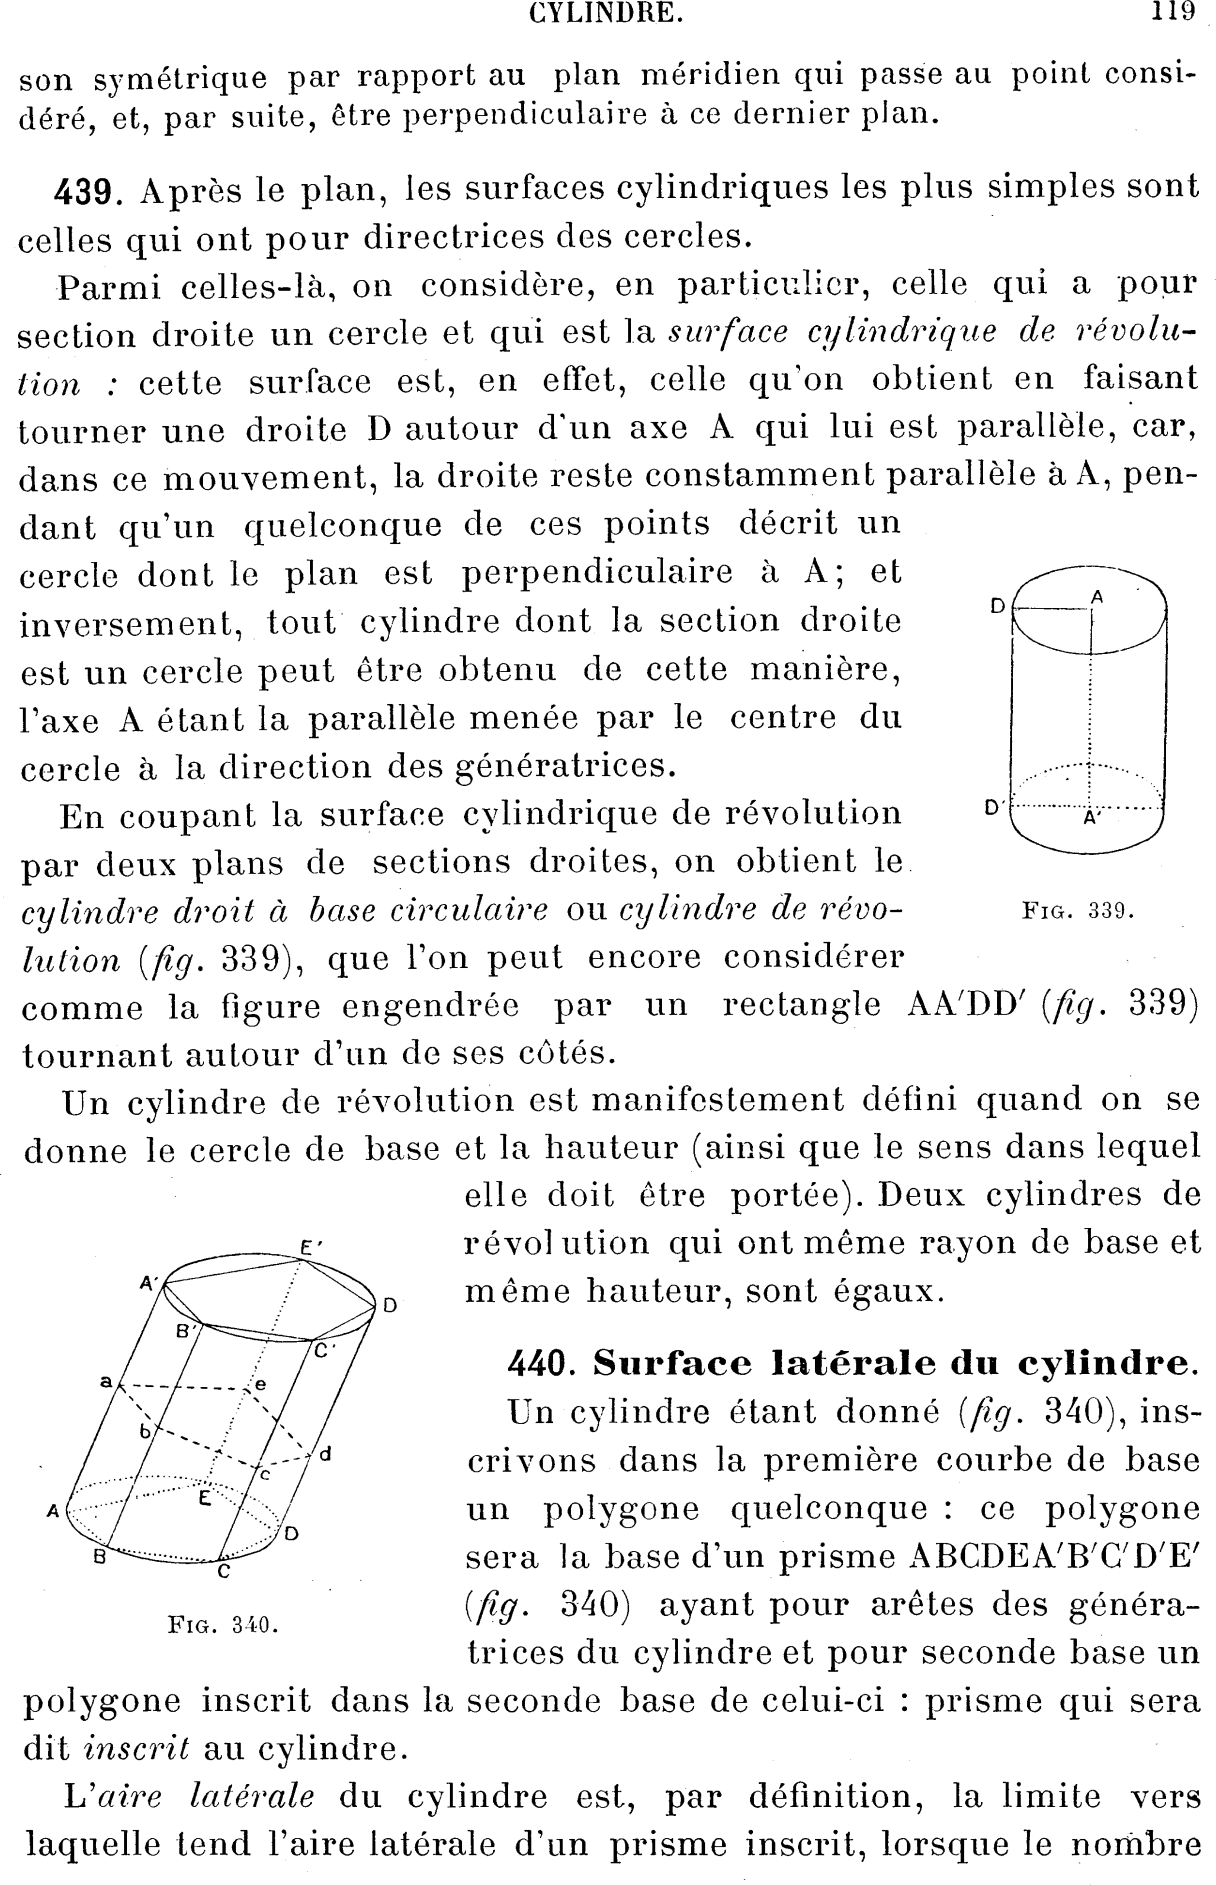 CYLINDRE. 119
son symétrique par rapport au plan méridien qui passe au point consi-
déré, et, par suite, être perpendiculaire à ce dernier plan.
439. Après le plan, les surfaces cylindriques les plus simples sont
celles qui ont pour directrices des cercles.
Parmi celles-là, on considère, en particulier, celle qui a pour
section droite un cercle et qui est la surface cylindrique de révolu-
tion : cette surface est, en effet, celle qu'on obtient en faisant
tourner une droite D autour d'un axe A qui lui est parallèle, car,
dans ce mouvement, la droite reste constamment parallèle à A, pen-
dant qu'un quelconque de ces points décrit un
cercle dont le plan est perpendiculaire à A; et
inversement, tout cylindre dont la section droite
est un cercle peut être obtenu de cette manière,
l'axe A étant la parallèle menée par le centre du
cercle à la direction des génératrices.
D A
D' A'
FIG. 339.
En coupant la surface cylindrique de révolution
par deux plans de sections droites, on obtient le
cylindre droit à base circulaire ou cylindre de révo-
lution (fig. 339), que l'on peut encore considérer
comme la figure engendrée par un rectangle AA'DD' (fig. 339)
tournant autour d'un de ses côtés.
Un cylindre de révolution est manifestement défini quand on se
donne le cercle de base et la hauteur (ainsi que le sens dans lequel
elle doit être portée). Deux cylindres de
révolution qui ont même rayon de base et
même hauteur, sont égaux.
E'
A' D
B' C'
a e
b c d
A E
B C D
FIG. 340.
440. Surface latérale du cylindre.
Un cylindre étant donné (fig. 340), ins-
crivons dans la première courbe de base
un polygone quelconque : ce polygone
sera la base d'un prisme ABCDEA'B'C'D'E'
(fig. 340) ayant pour arêtes des généra-
trices du cylindre et pour seconde base un
polygone inscrit dans la seconde base de celui-ci : prisme qui sera
dit inscrit au cylindre.
L'aire latérale du cylindre est, par définition, la limite vers
laquelle tend l'aire latérale d'un prisme inscrit, lorsque le nombre